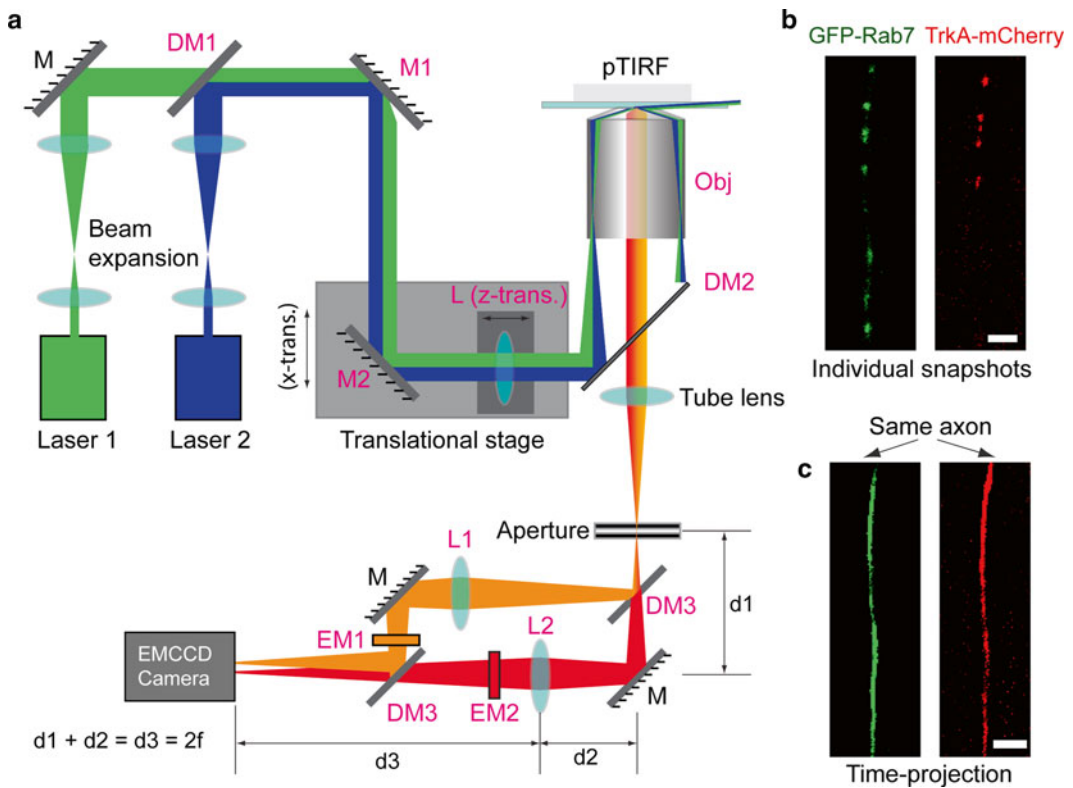 a
M
DM1
M1
pTIRF
Obj
DM2
Beam
expansion
L (z-trans.)
(x-trans.)
M2
Laser 1
Laser 2
Translational stage
Tube lens
Aperture
L1
M
DM3
d1
EM1
L2
EMCCD
Camera
DM3
EM2
M
d1 + d2 = d3 = 2f
d3
d2
b
GFP-Rab7
TrkA-mCherry
Individual snapshots
Same axon
c
Time-projection